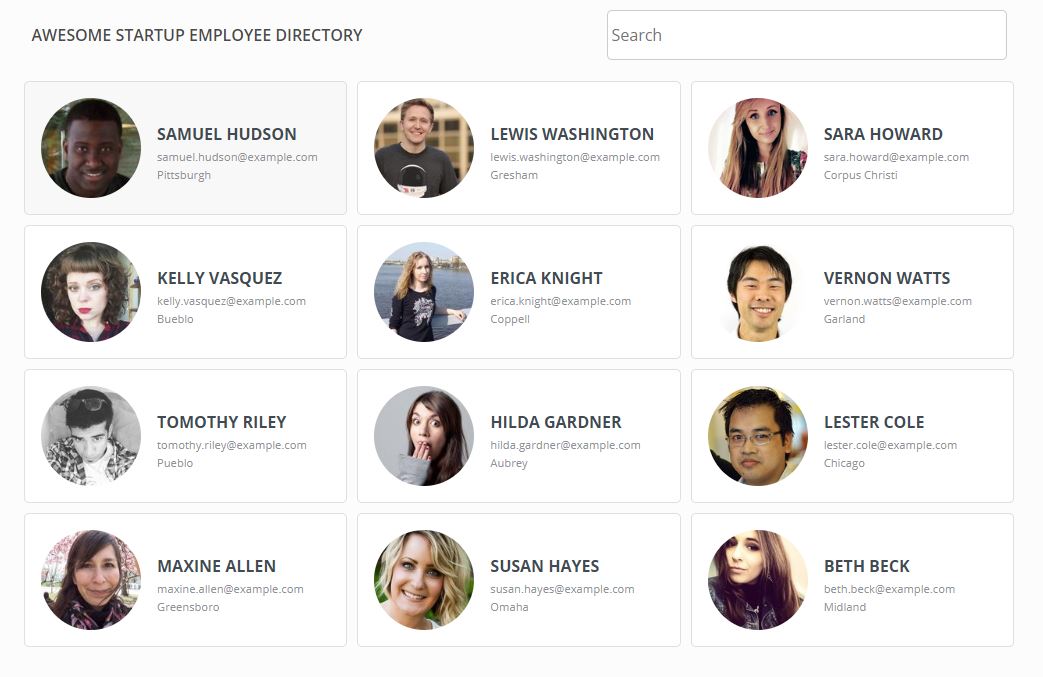 AWESOME STARTUP EMPLOYEE DIRECTORY
Search
SAMUEL HUDSON
samuel.hudson@example.com
Pittsburgh
LEWIS WASHINGTON
lewis.washington@example.com
Gresham
SARA HOWARD
sara.howard@example.com
Corpus Christi
KELLY VASQUEZ
kelly.vasquez@example.com
Bueblo
ERICA KNIGHT
erica.knight@example.com
Coppell
VERNON WATTS
vernon.watts@example.com
Garland
TOMOTHY RILEY
tomothy.riley@example.com
Pueblo
HILDA GARDNER
hilda.gardner@example.com
Aubrey
LESTER COLE
lester.cole@example.com
Chicago
MAXINE ALLEN
maxine.allen@example.com
Greensboro
SUSAN HAYES
susan.hayes@example.com
Omaha
BETH BECK
beth.beck@example.com
Midland